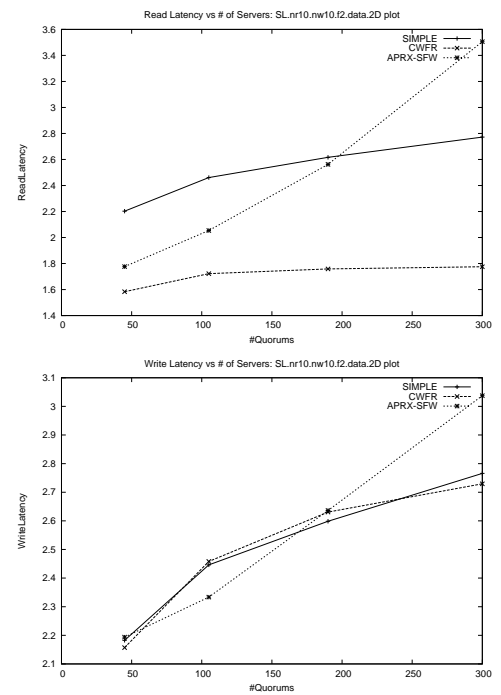 Read Latency vs # of Servers: SL.nr10.nw10.f2.data.2D plot
3.6
3.4
3.2
3
2.8
2.6
2.4
2.2
2
1.8
1.6
1.4
ReadLatency
SIMPLE
CWFR
APRX-SFW
0 50 100 150 200 250 300
#Quorums
Write Latency vs # of Servers: SL.nr10.nw10.f2.data.2D plot
3.1
3
2.9
2.8
2.7
2.6
2.5
2.4
2.3
2.2
2.1
WriteLatency
SIMPLE
CWFR
APRX-SFW
0 50 100 150 200 250 300
#Quorums